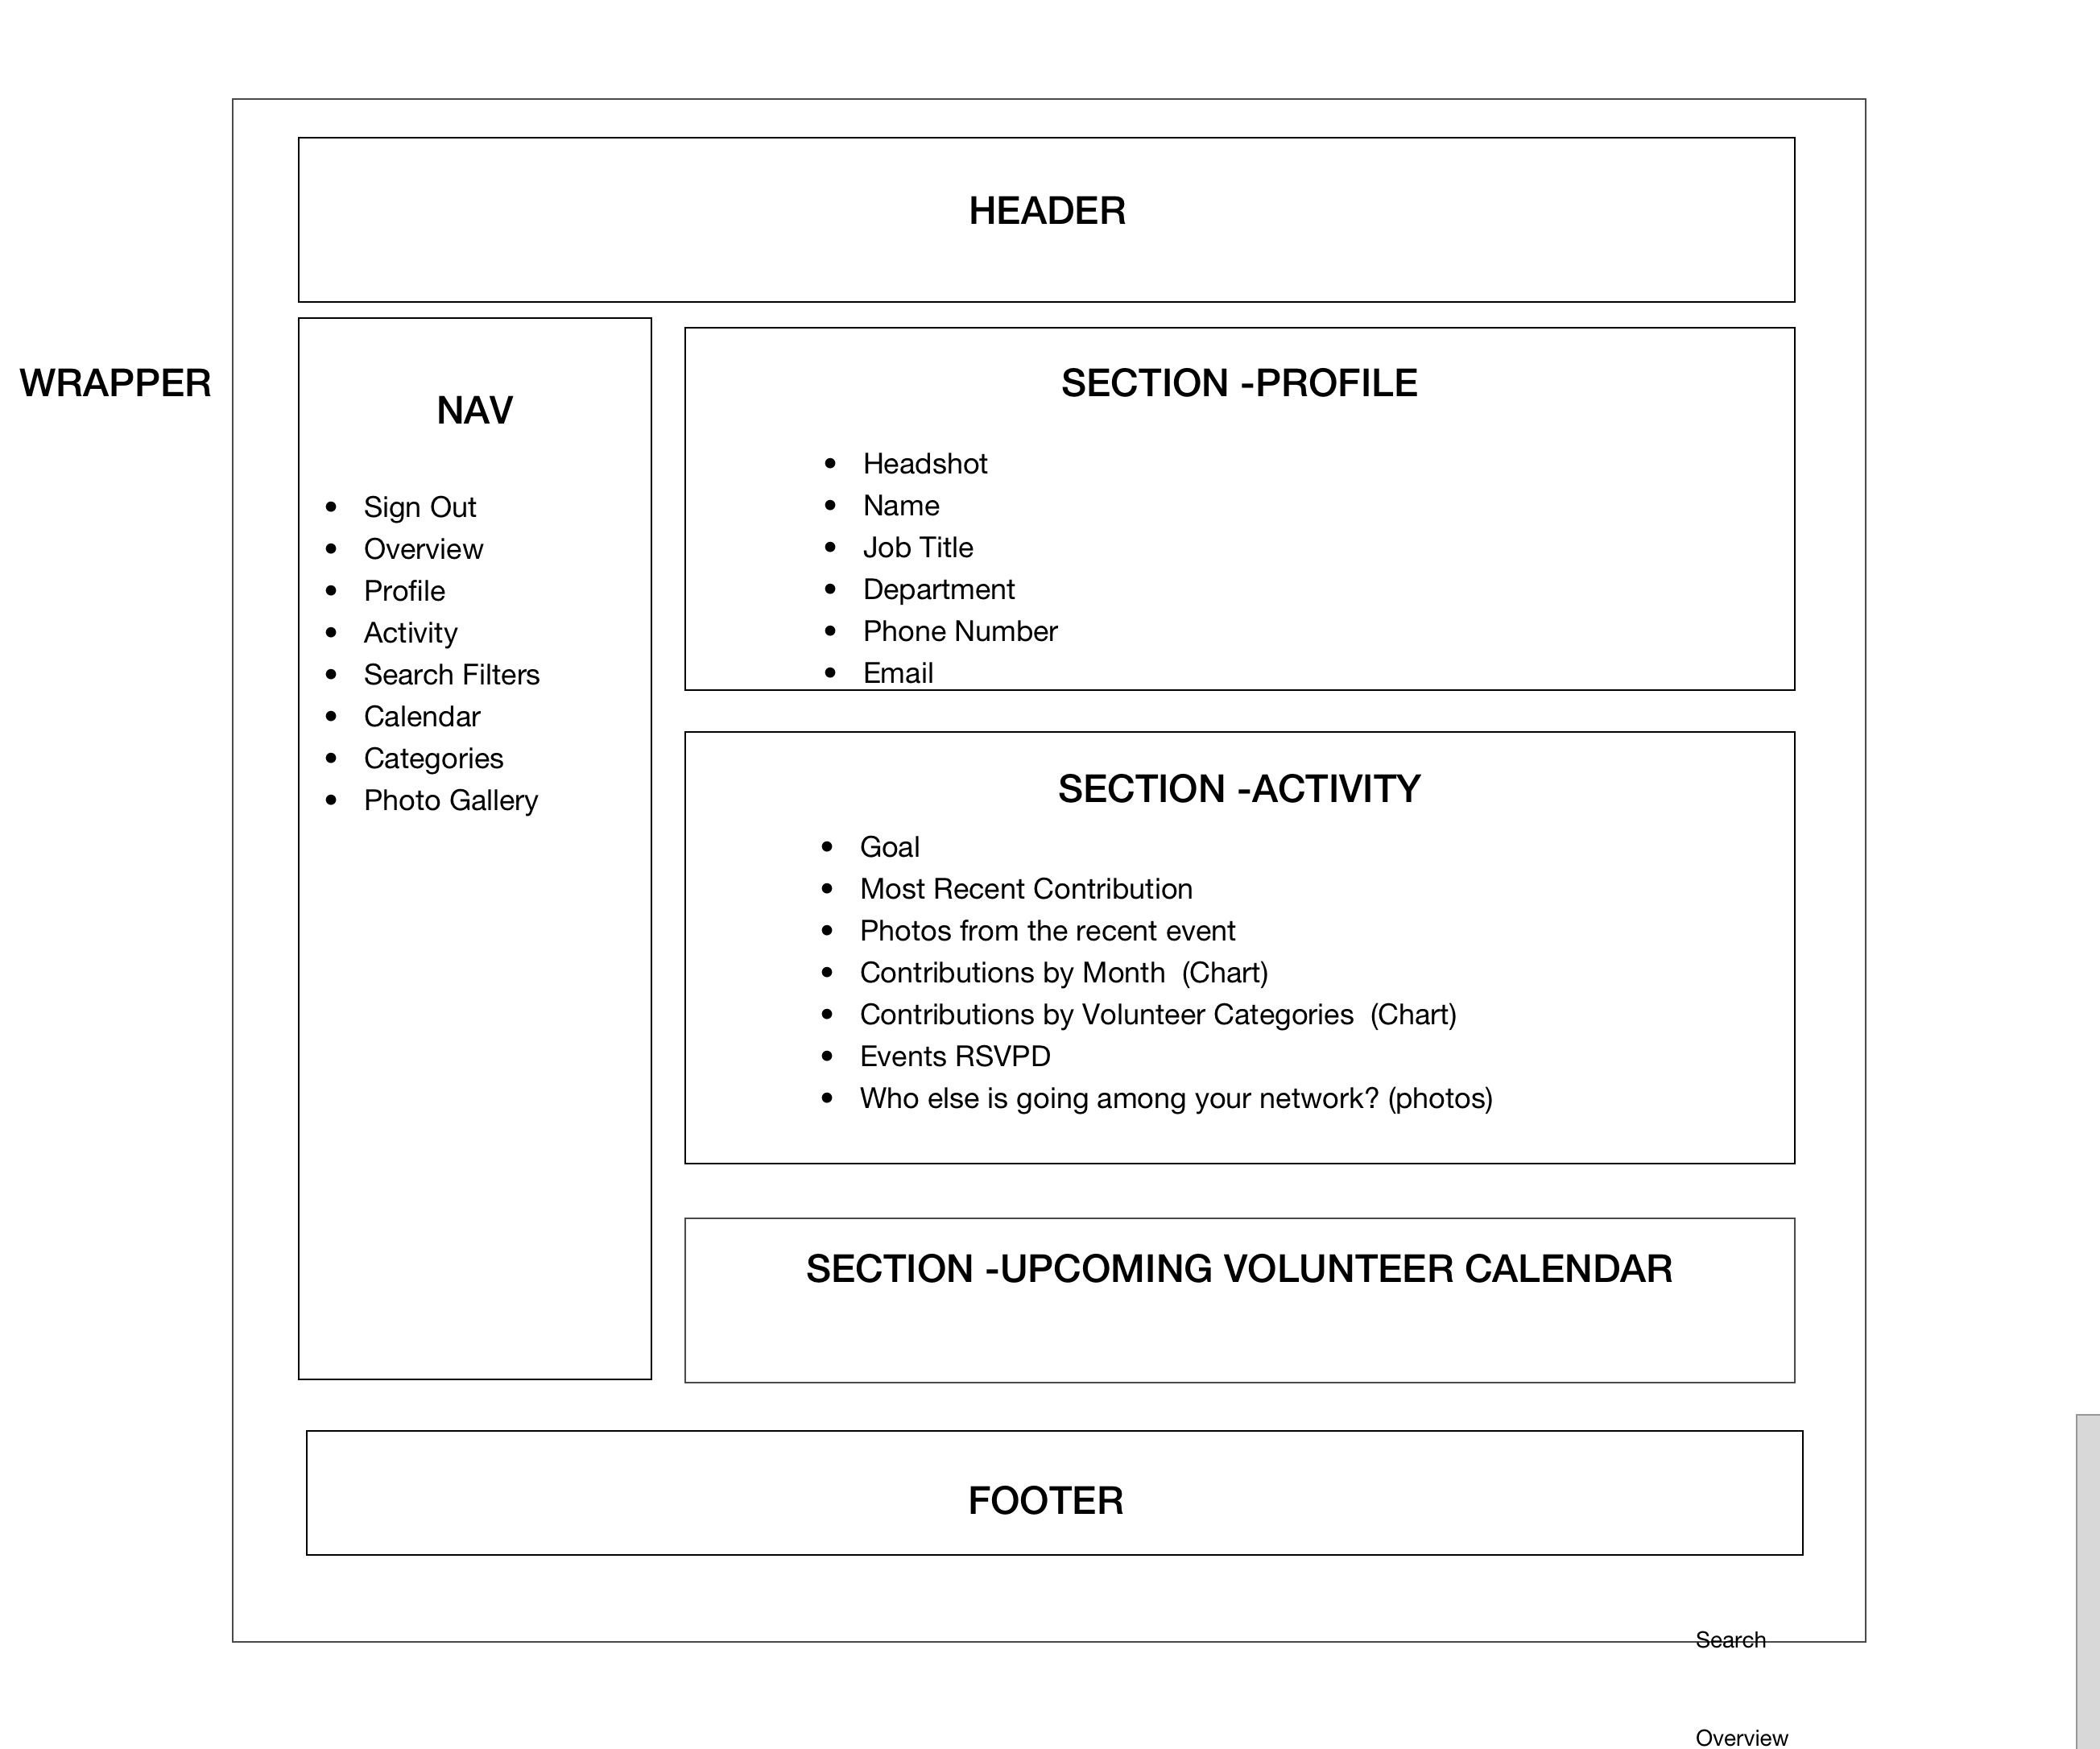 HEADER
WRAPPER
NAV
• Sign Out
• Overview
• Profile
• Activity
• Search Filters
• Calendar
• Categories
• Photo Gallery
SECTION -PROFILE
• Headshot
• Name
• Job Title
• Department
• Phone Number
• Email
SECTION -ACTIVITY
• Goal
• Most Recent Contribution
• Photos from the recent event
• Contributions by Month  (Chart)
• Contributions by Volunteer Categories  (Chart)
• Events RSVPD
• Who else is going among your network? (photos)
SECTION -UPCOMING VOLUNTEER CALENDAR
FOOTER
Search
Overview